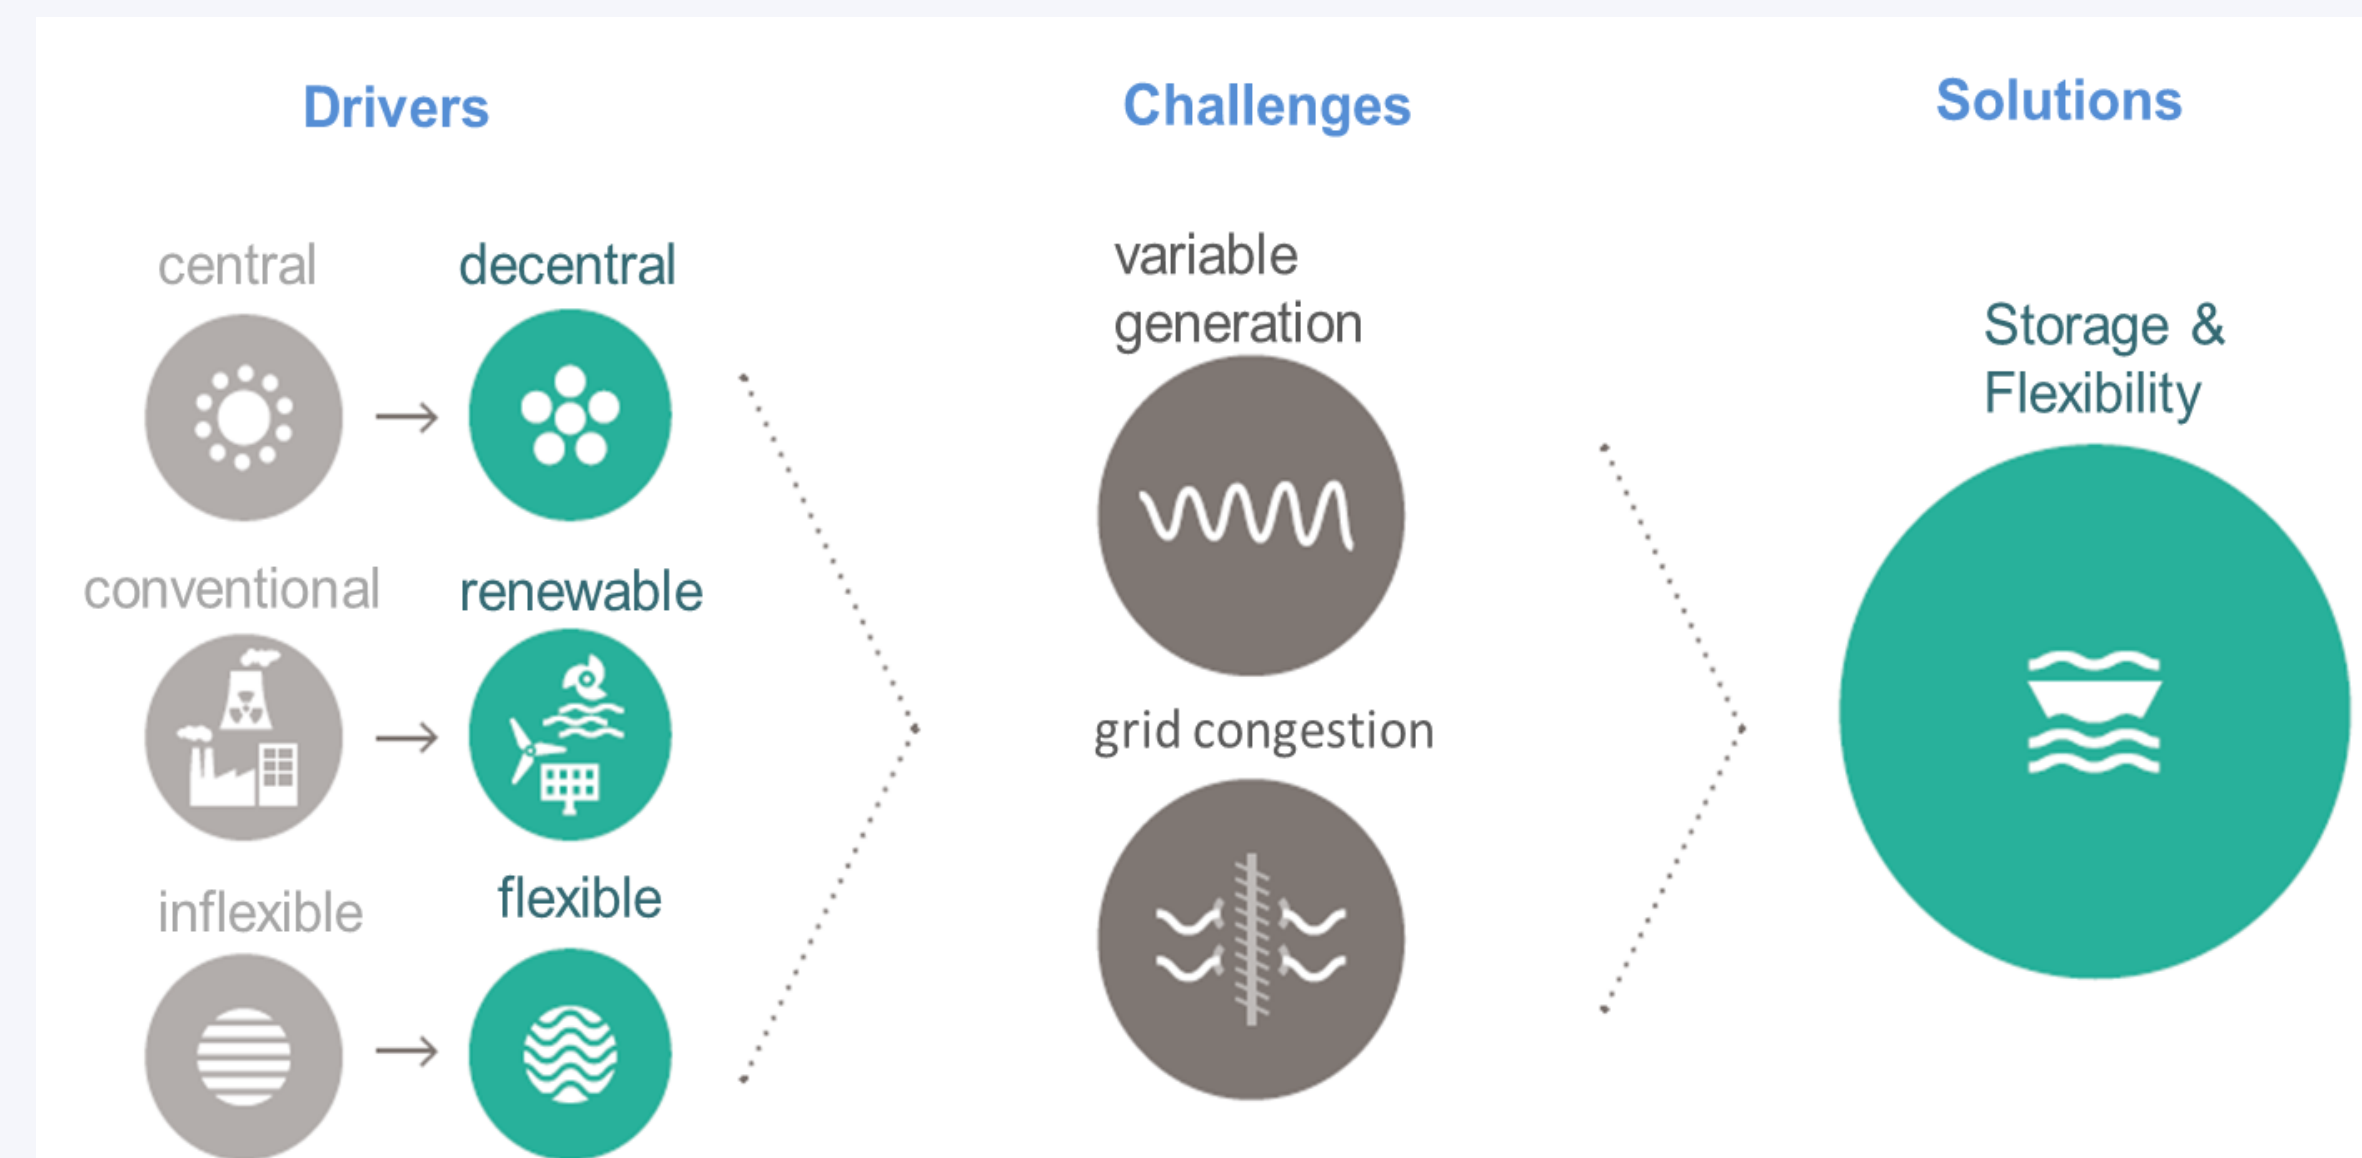 Drivers
Challenges
Solutions
central
decentral
conventional
renewable
inflexible
flexible
variable
generation
grid congestion
Storage &
Flexibility